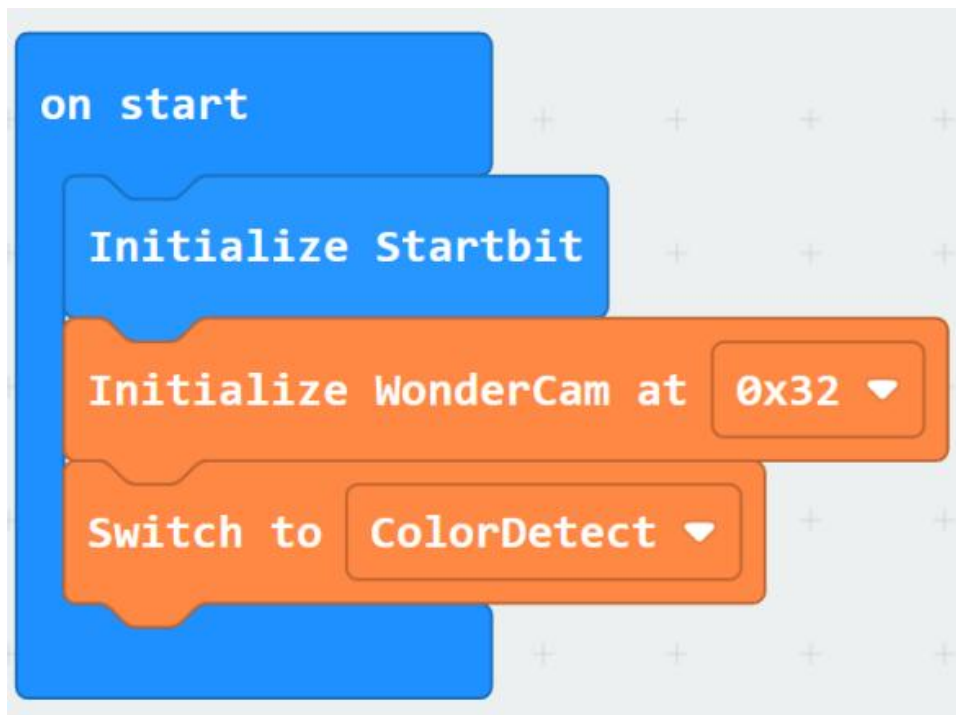 on start
Initialize Startbit
Initialize WonderCam at 0x32
Switch to ColorDetect